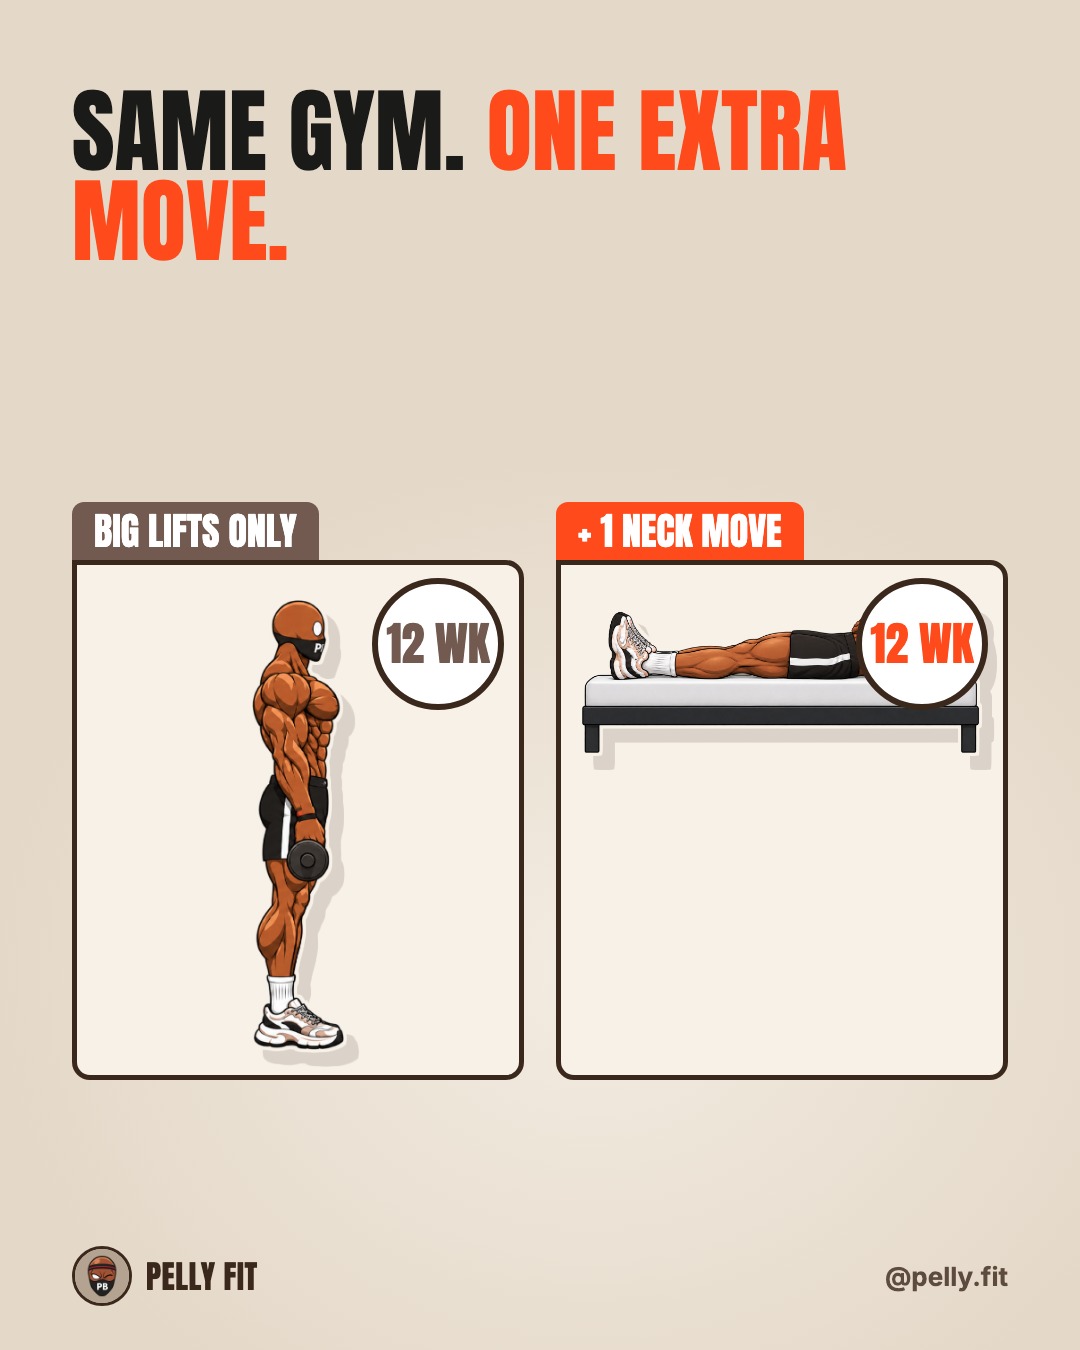 SAME GYM. ONE EXTRA
MOVE.
BIG LIFTS ONLY
+ 1 NECK MOVE
12 WK
12 WK
PB
PELLY FIT
@pelly.fit